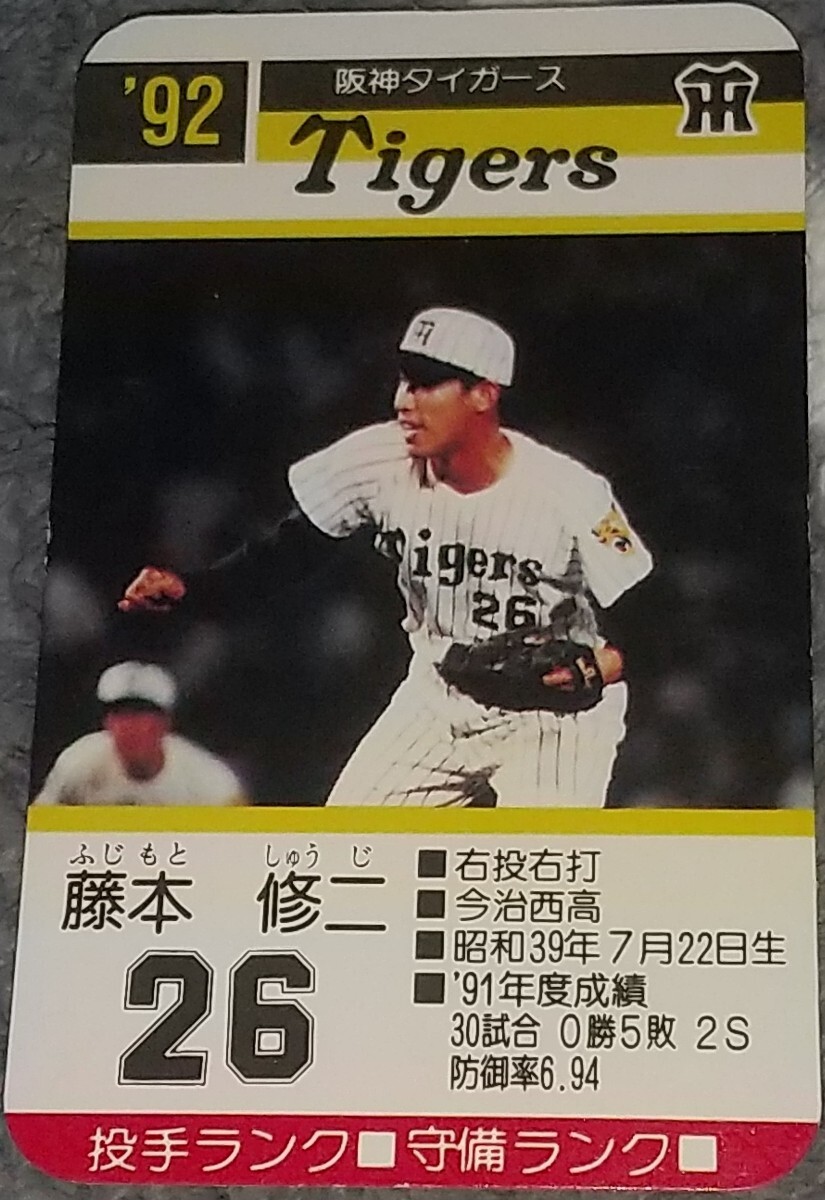 '92
阪神タイガース
Tigers
Tigers
26
ふじ もと しゅう じ
藤本 修二
26
■右投右打
■今治西高
■昭和39年7月22日生
■'91年度成績
30試合 0勝5敗 2S
防御率6.94
投手ランク□ 守備ランク□